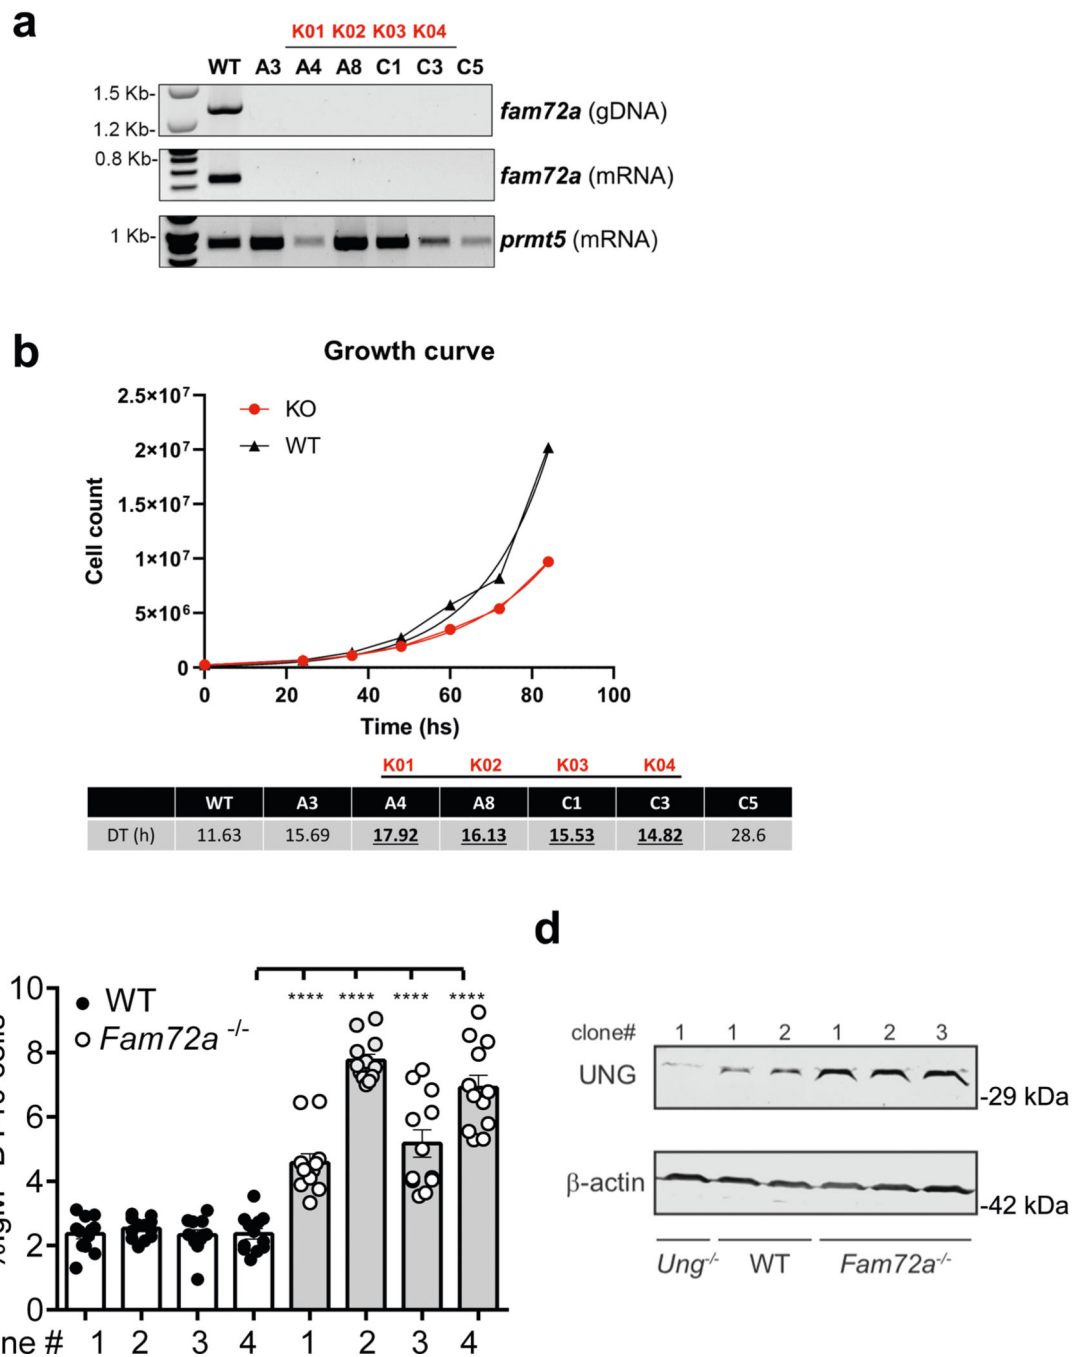 a
K01 K02 K03 K04
WT A3 A4 A8 C1 C3 C5
1.5 Kb-
1.2 Kb-
fam72a (gDNA)
0.8 Kb-
fam72a (mRNA)
1 Kb-
prmt5 (mRNA)
b
Growth curve
2.5×10⁷
2×10⁷
1.5×10⁷
1×10⁷
5×10⁶
0
KO
WT
Cell count
0 20 40 60 80 100
Time (hs)
K01 K02 K03 K04
WT A3 A4 A8 C1 C3 C5
DT (h) 11.63 15.69 17.92 16.13 15.53 14.82 28.6
10
8
6
4
2
0
WT
Fam72a -/-
**** **** **** ****
ne # 1 2 3 4 1 2 3 4
d
clone# 1 1 2 1 2 3
UNG
-29 kDa
β-actin
-42 kDa
Ung-/- WT Fam72a-/-